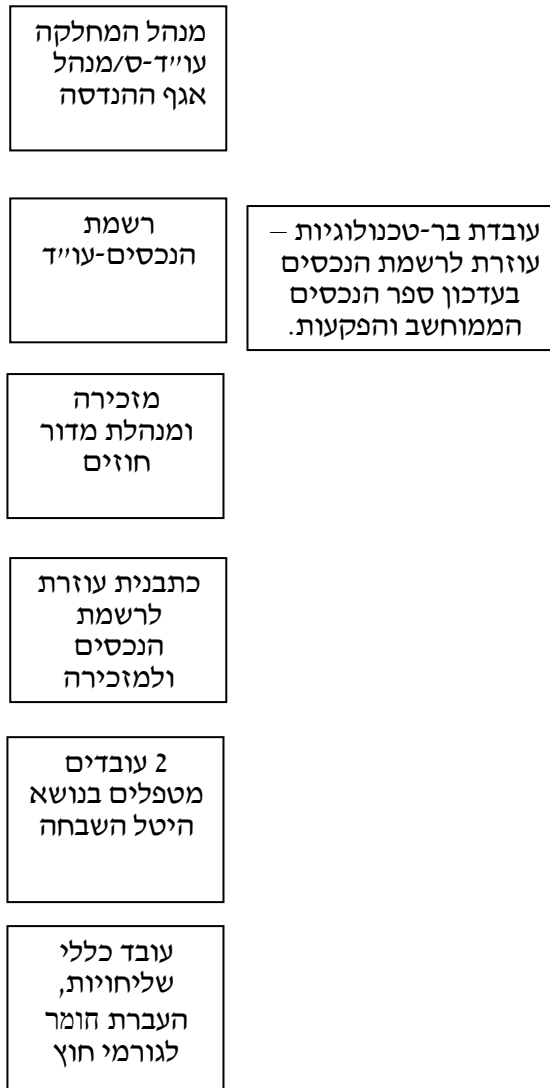 מנהל המחלקה
עו״ד-ס/מנהל
אגף ההנדסה
רשמת
הנכסים-עו״ד
עובדת בר-טכנולוגיות –
עוזרת לרשמת הנכסים
בעדכון ספר הנכסים
הממוחשב והפקעות.
מזכירה
ומנהלת מדור
חוזים
כתבנית עוזרת
לרשמת
הנכסים
ולמזכירה
2 עובדים
מטפלים בנושא
היטל השבחה
עובד כללי
שליחויות,
העברת חומר
לגורמי חוץ